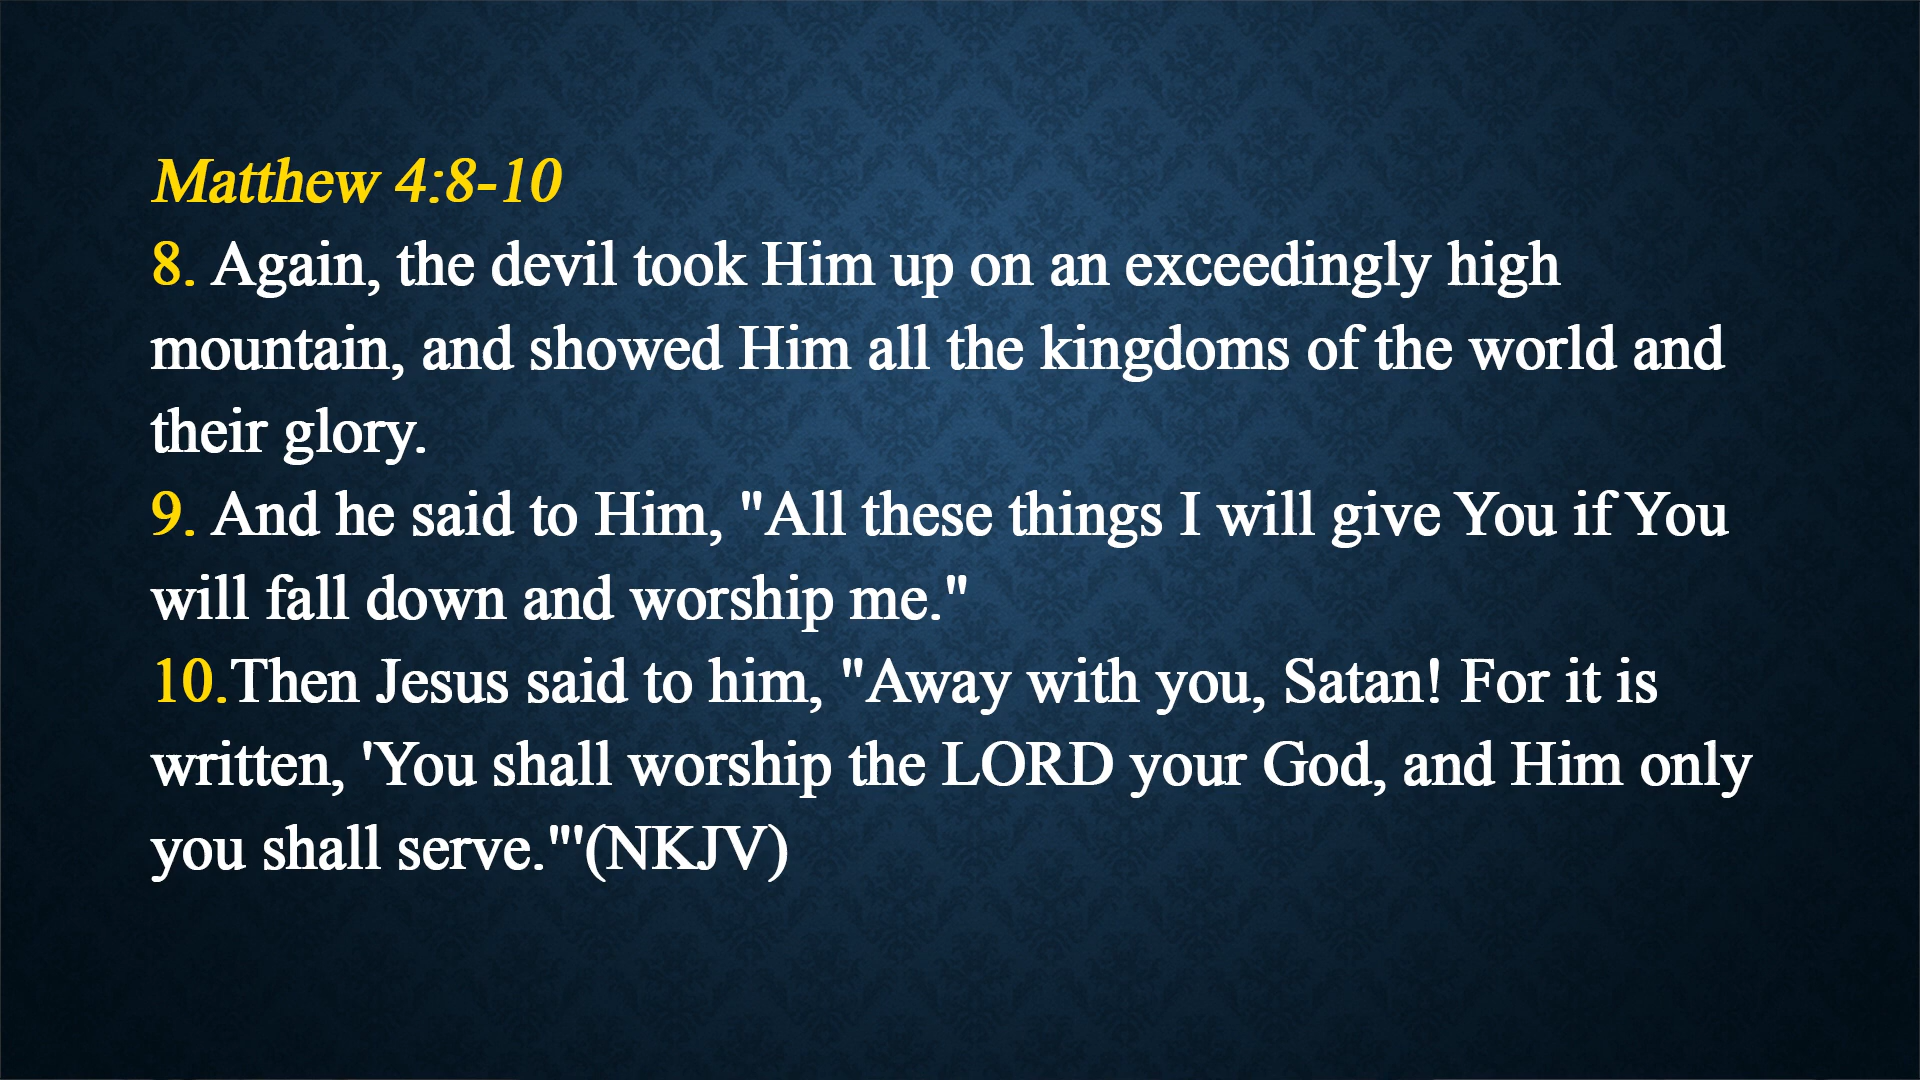 Matthew 4:8-10
8. Again, the devil took Him up on an exceedingly high
mountain, and showed Him all the kingdoms of the world and
their glory.
9. And he said to Him, "All these things I will give You if You
will fall down and worship me."
10.Then Jesus said to him, "Away with you, Satan! For it is
written, 'You shall worship the LORD your God, and Him only
you shall serve."'(NKJV)